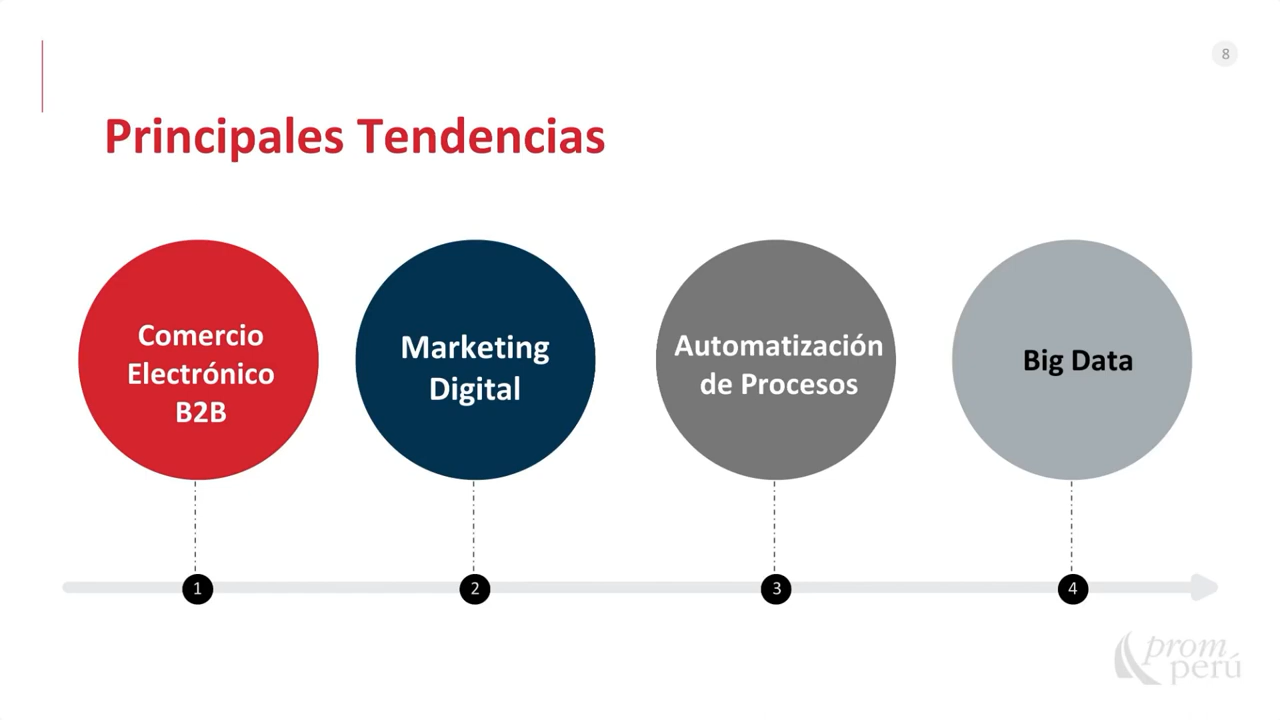 8
Principales Tendencias
Comercio
Electrónico
B2B
Marketing
Digital
Automatización
de Procesos
Big Data
1
2
3
4
prom
perú